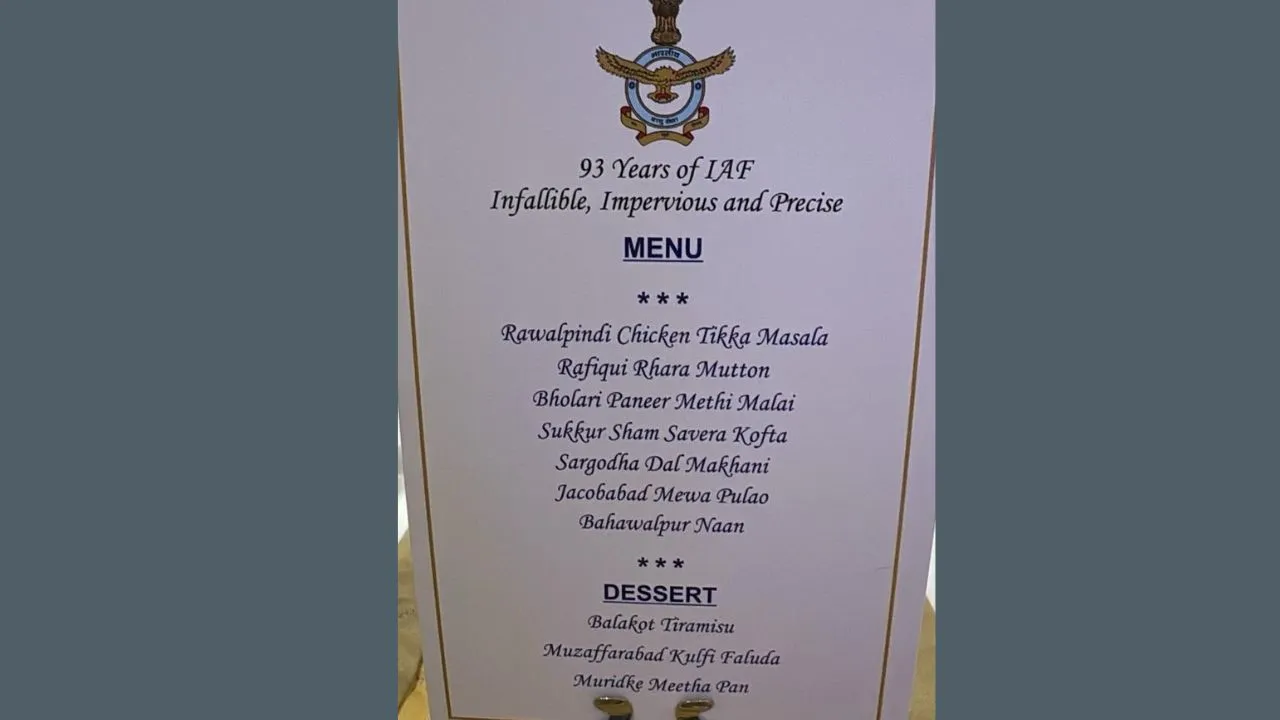 भारतीय
वायु सेना
93 Years of IAF
Infallible, Impervious and Precise
MENU
***
Rawalpindi Chicken Tikka Masala
Rafiqui Rhara Mutton
Bholari Paneer Methi Malai
Sukkur Sham Savera Kofta
Sargodha Dal Makhani
Jacobabad Mewa Pulao
Bahawalpur Naan
***
DESSERT
Balakot Tiramisu
Muzaffarabad Kulfi Faluda
Muridke Meetha Pan